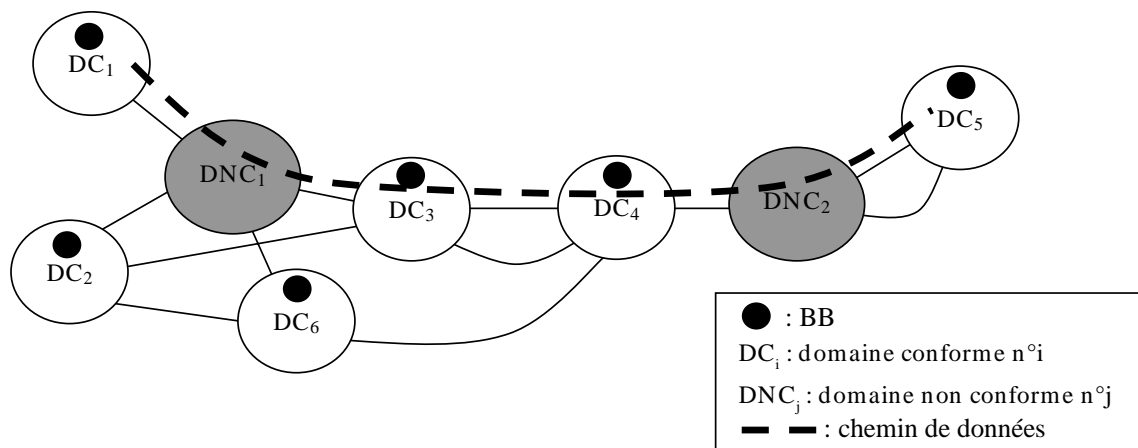 DC₁
DNC₁
DC₂
DC₃
DC₄
DNC₂
DC₅
DC₆
: BB
DCᵢ : domaine conforme n°i
DNCⱼ : domaine non conforme n°j
: chemin de données